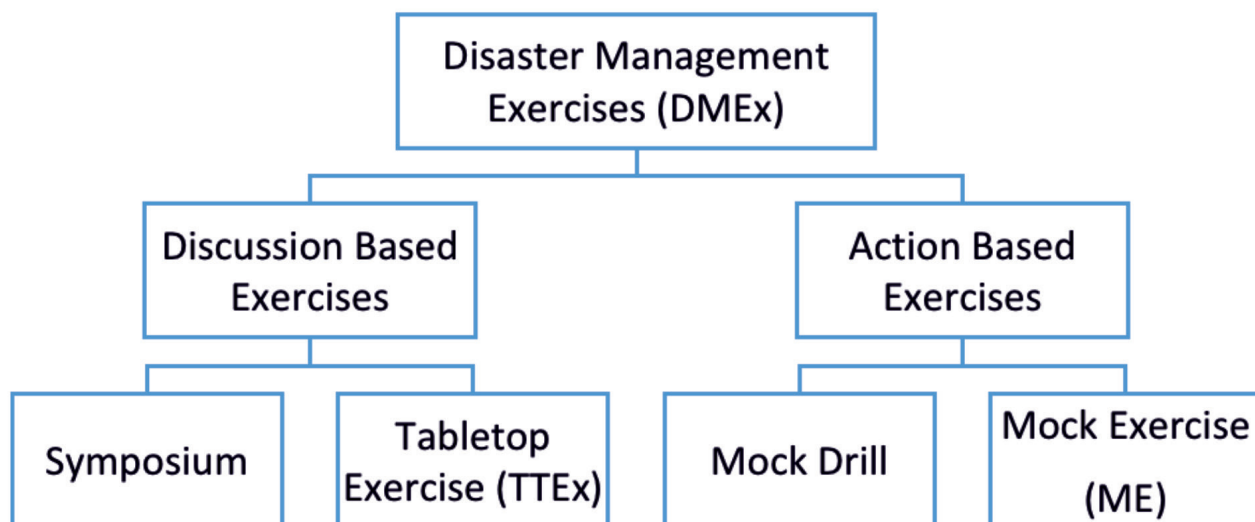 Disaster Management
Exercises (DMEx)
Discussion Based
Exercises
Action Based
Exercises
Symposium
Tabletop
Exercise (TTEx)
Mock Drill
Mock Exercise
(ME)